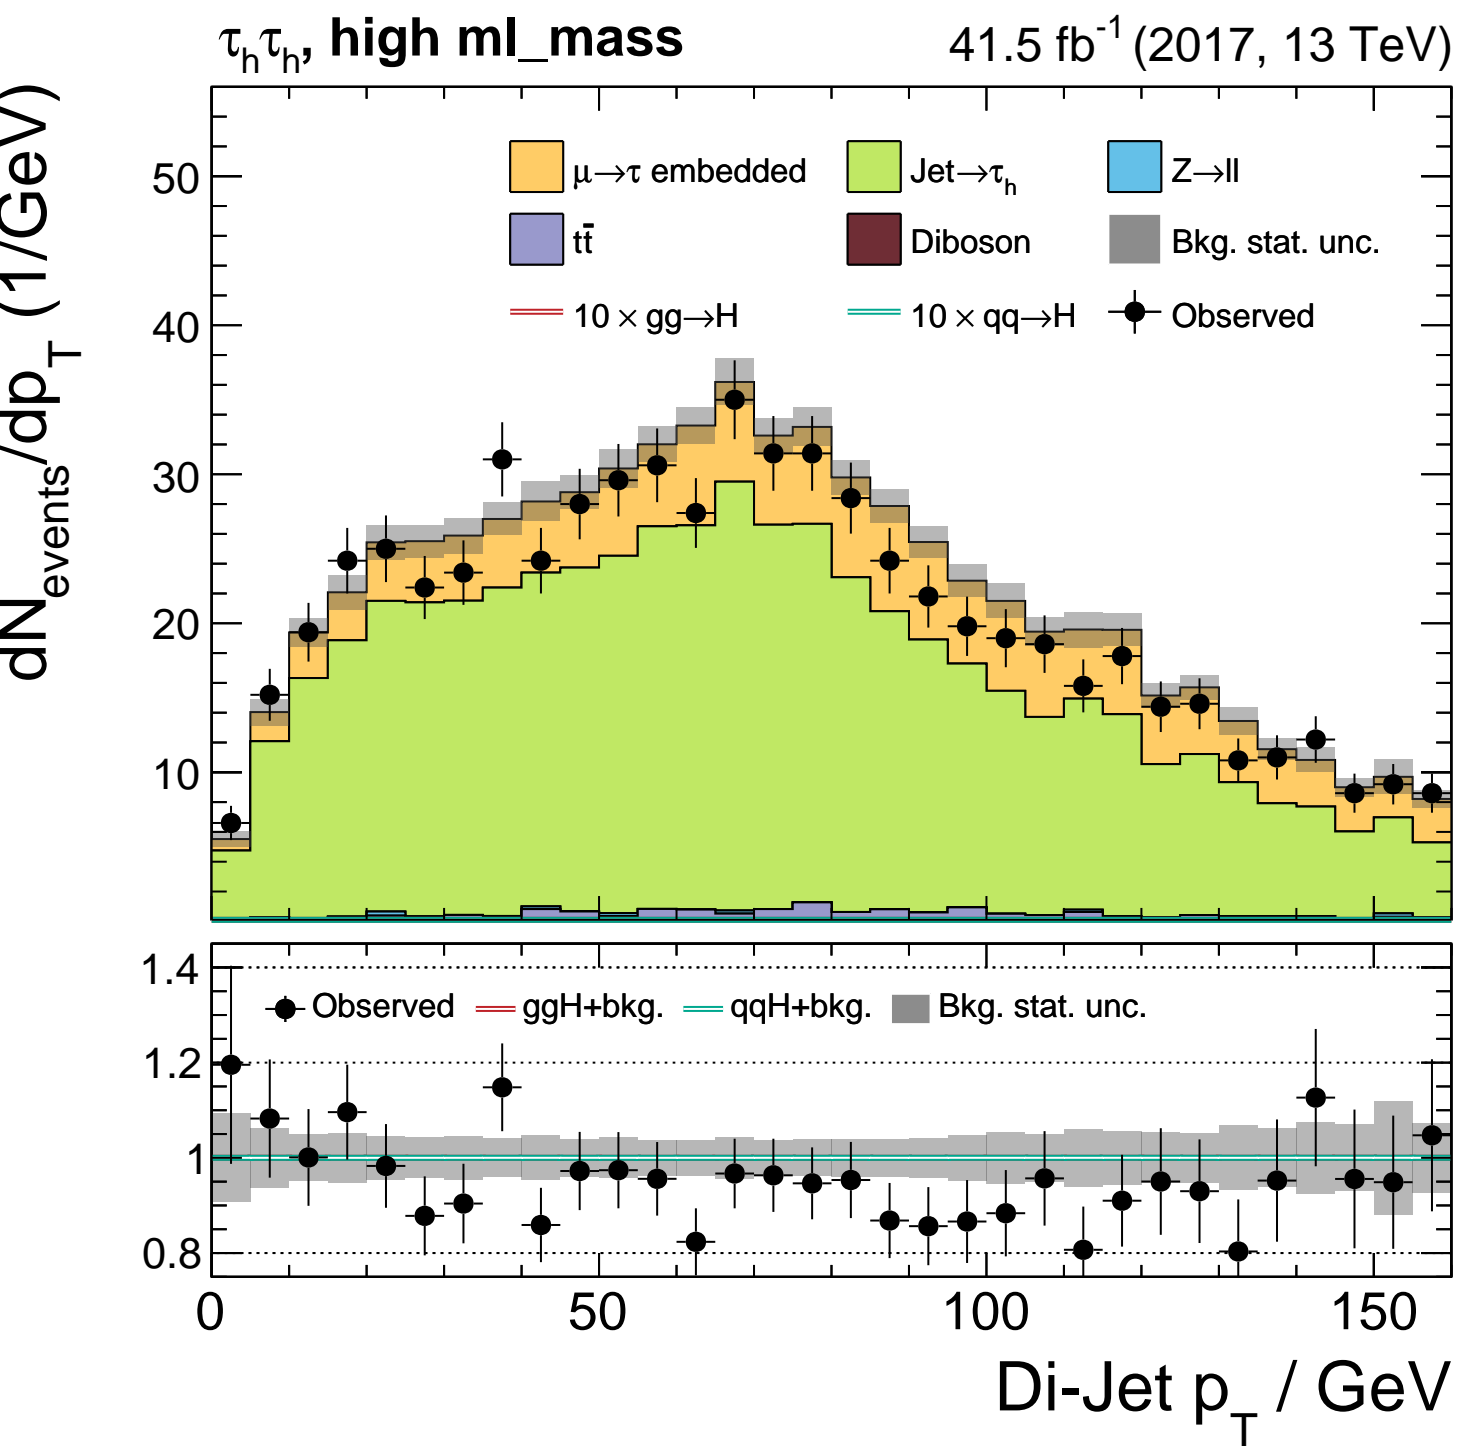 τhτh, high ml_mass 41.5 fb-1 (2017, 13 TeV)
dNevents/dpT (1/GeV)
50
40
30
20
10
μ→τ embedded Jet→τh Z→ll
tt̄ Diboson Bkg. stat. unc.
10 × gg→H 10 × qq→H Observed
1.4
1.2
1
0.8
Observed ggH+bkg. qqH+bkg. Bkg. stat. unc.
0 50 100 150
Di-Jet pT / GeV